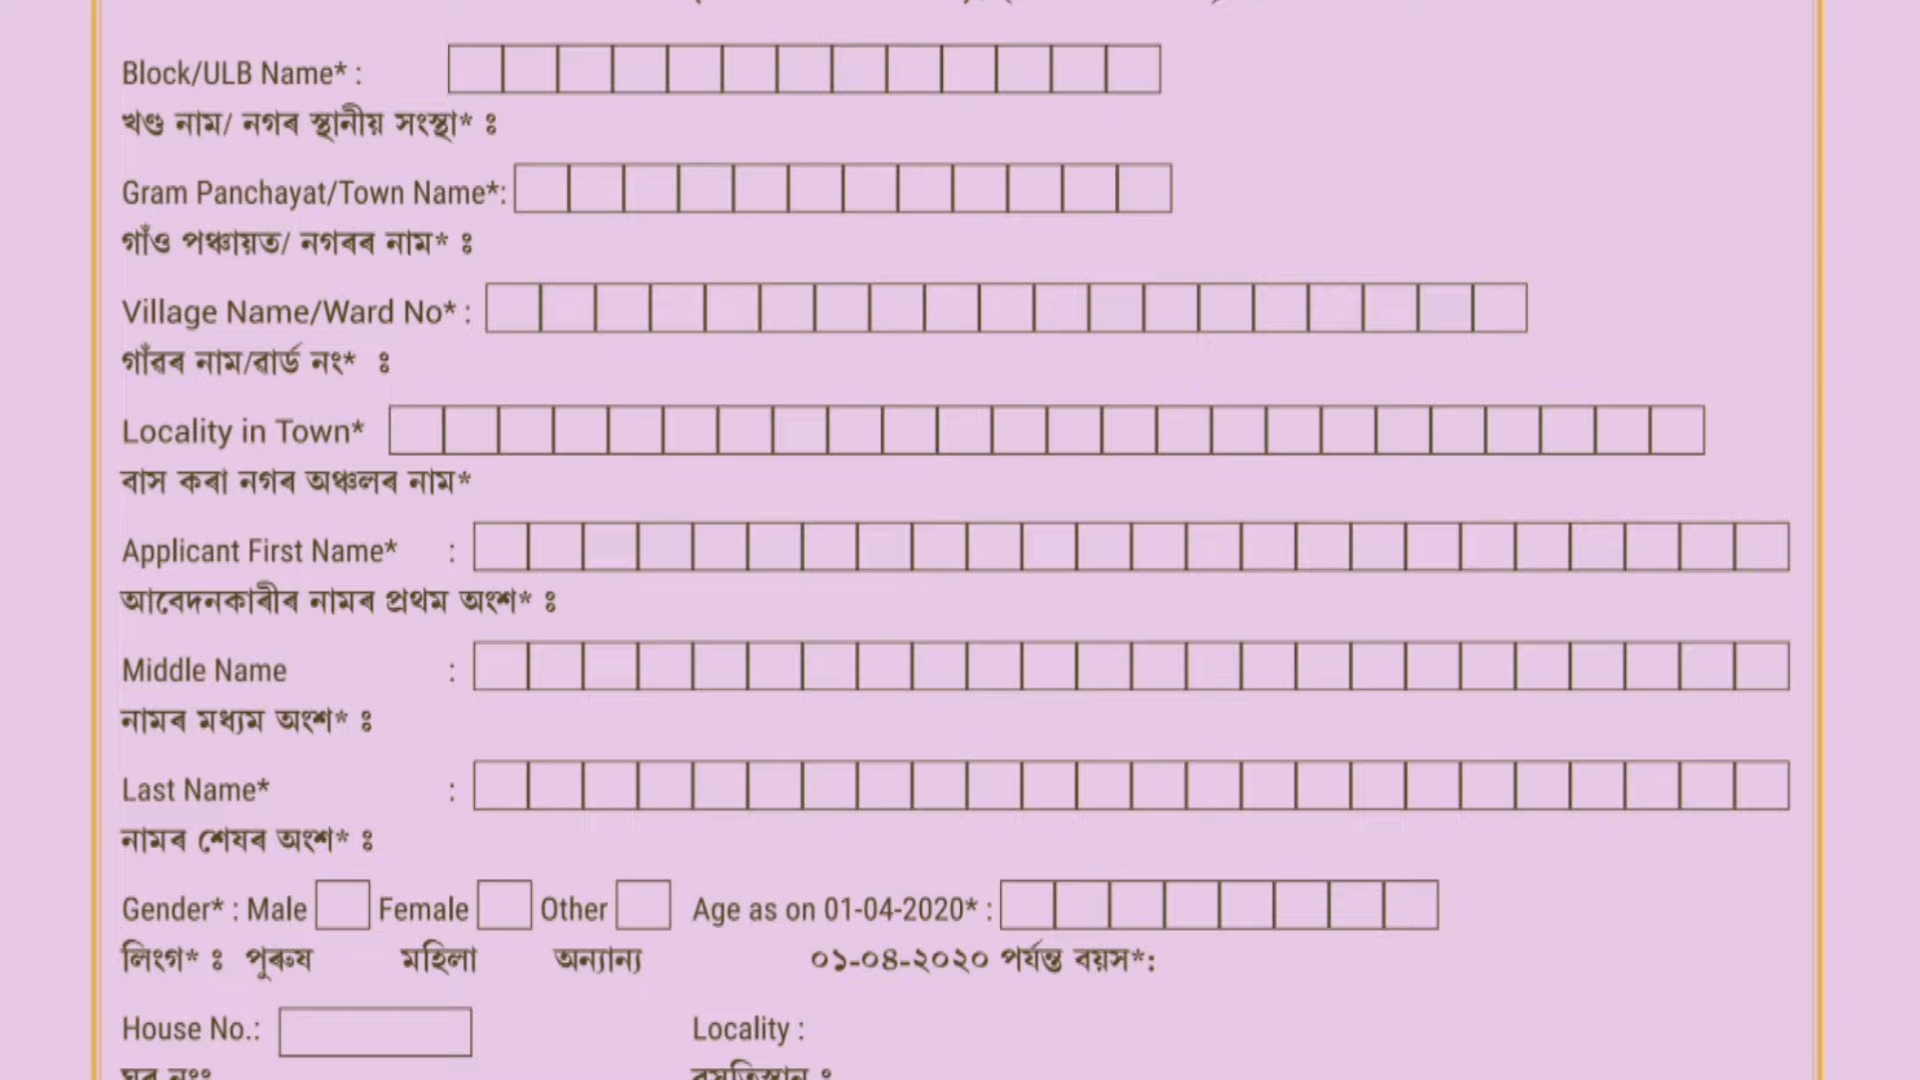 Block/ULB Name* :
খণ্ড নাম/ নগৰ স্থানীয় সংস্থা* ঃ
Gram Panchayat/Town Name*:
গাঁও পঞ্চায়ত/ নগৰৰ নাম* ঃ
Village Name/Ward No* :
গাঁৱৰ নাম/ৱাৰ্ড নং* ঃ
Locality in Town*
বাস কৰা নগৰ অঞ্চলৰ নাম*
Applicant First Name* :
আবেদনকাৰীৰ নামৰ প্ৰথম অংশ* ঃ
Middle Name :
নামৰ মধ্যম অংশ* ঃ
Last Name* :
নামৰ শেষৰ অংশ* ঃ
Gender* : Male Female Other Age as on 01-04-2020* :
লিংগ* ঃ পুৰুষ মহিলা অন্যান্য ০১-০৪-২০২০ পৰ্যন্ত বয়স*:
House No.: Locality :